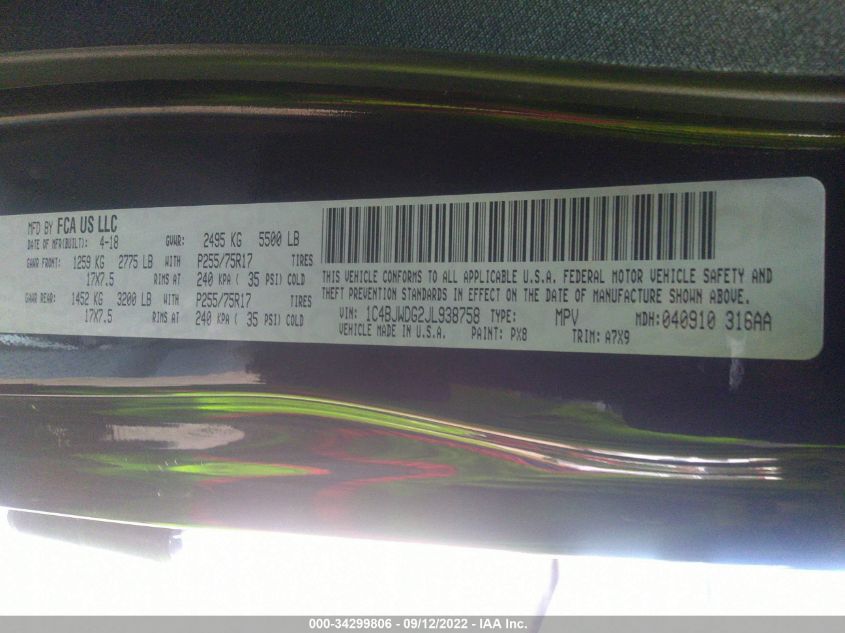 MFD BY FCA US LLC
DATE OF MFR(BUILT): 4-18 GVWR: 2495 KG 5500 LB
GAWR FRONT: 1259 KG 2775 LB WITH P255/75R17 TIRES
17X7.5 RIMS AT 240 KPA ( 35 PSI) COLD
GAWR REAR: 1452 KG 3200 LB WITH P255/75R17 TIRES
17X7.5 RIMS AT 240 KPA ( 35 PSI) COLD
THIS VEHICLE CONFORMS TO ALL APPLICABLE U.S.A. FEDERAL MOTOR VEHICLE SAFETY AND
THEFT PREVENTION STANDARDS IN EFFECT ON THE DATE OF MANUFACTURE SHOWN ABOVE.
VIN: 1C4BJWDG2JL938758 TYPE: MPV MDH: 040910 316AA
VEHICLE MADE IN U.S.A. PAINT: PX8 TRIM: A7X9
000-34299806 - 09/12/2022 - IAA Inc.